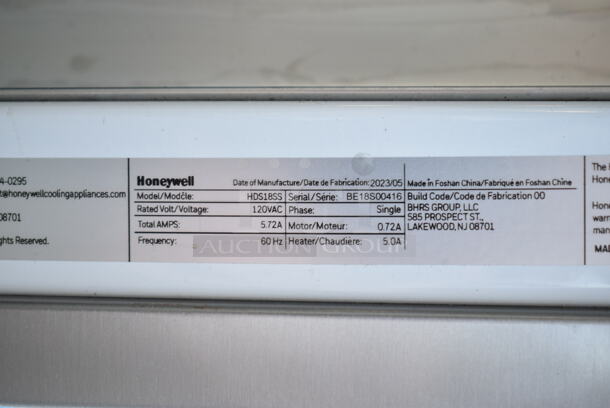 4-0295
t@honeywellcoolingappliances.com
08701
hts Reserved.
Honeywell Date of Manufacture/Date de Fabrication: 2023/05 Made in Foshan China/Fabriqué en Foshan Chine
Model/Modèle: HDS18SS Serial/Série: BE18S00416 Build Code/Code de Fabrication 00
Rated Volt/Voltage: 120VAC Phase: Single BHRS GROUP, LLC
Total AMPS: 5.72A Motor/Moteur: 0.72A 585 PROSPECT ST.,
LAKEWOOD, NJ 08701
Frequency: 60 Hz Heater/Chaudière: 5.0A
AUCTION GROUP
The
Hone
Hon
warr
man
MAD